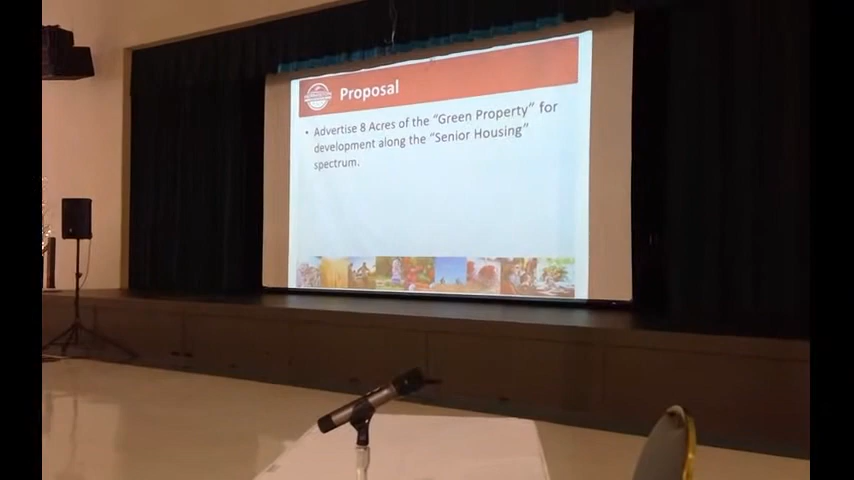 Proposal
• Advertise 8 Acres of the “Green Property” for
development along the “Senior Housing”
spectrum.